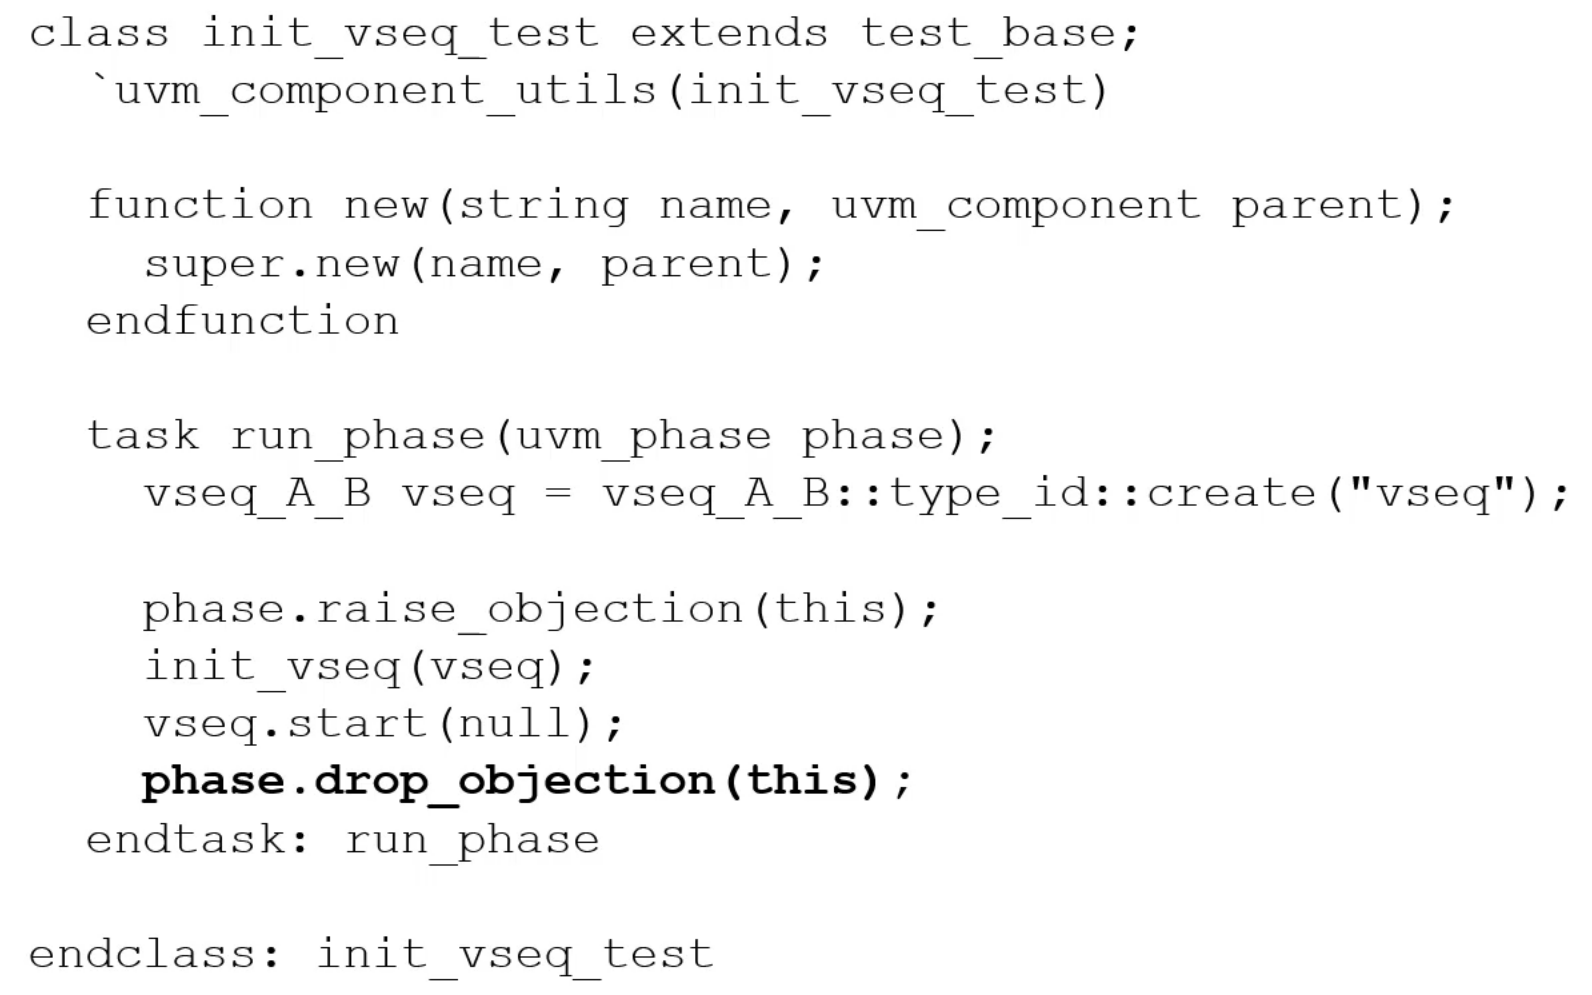 class init_vseq_test extends test_base;
`uvm_component_utils(init_vseq_test)
function new(string name, uvm_component parent);
super.new(name, parent);
endfunction
task run_phase(uvm_phase phase);
vseq_A_B vseq = vseq_A_B::type_id::create("vseq");
phase.raise_objection(this);
init_vseq(vseq);
vseq.start(null);
phase.drop_objection(this);
endtask: run_phase
endclass: init_vseq_test